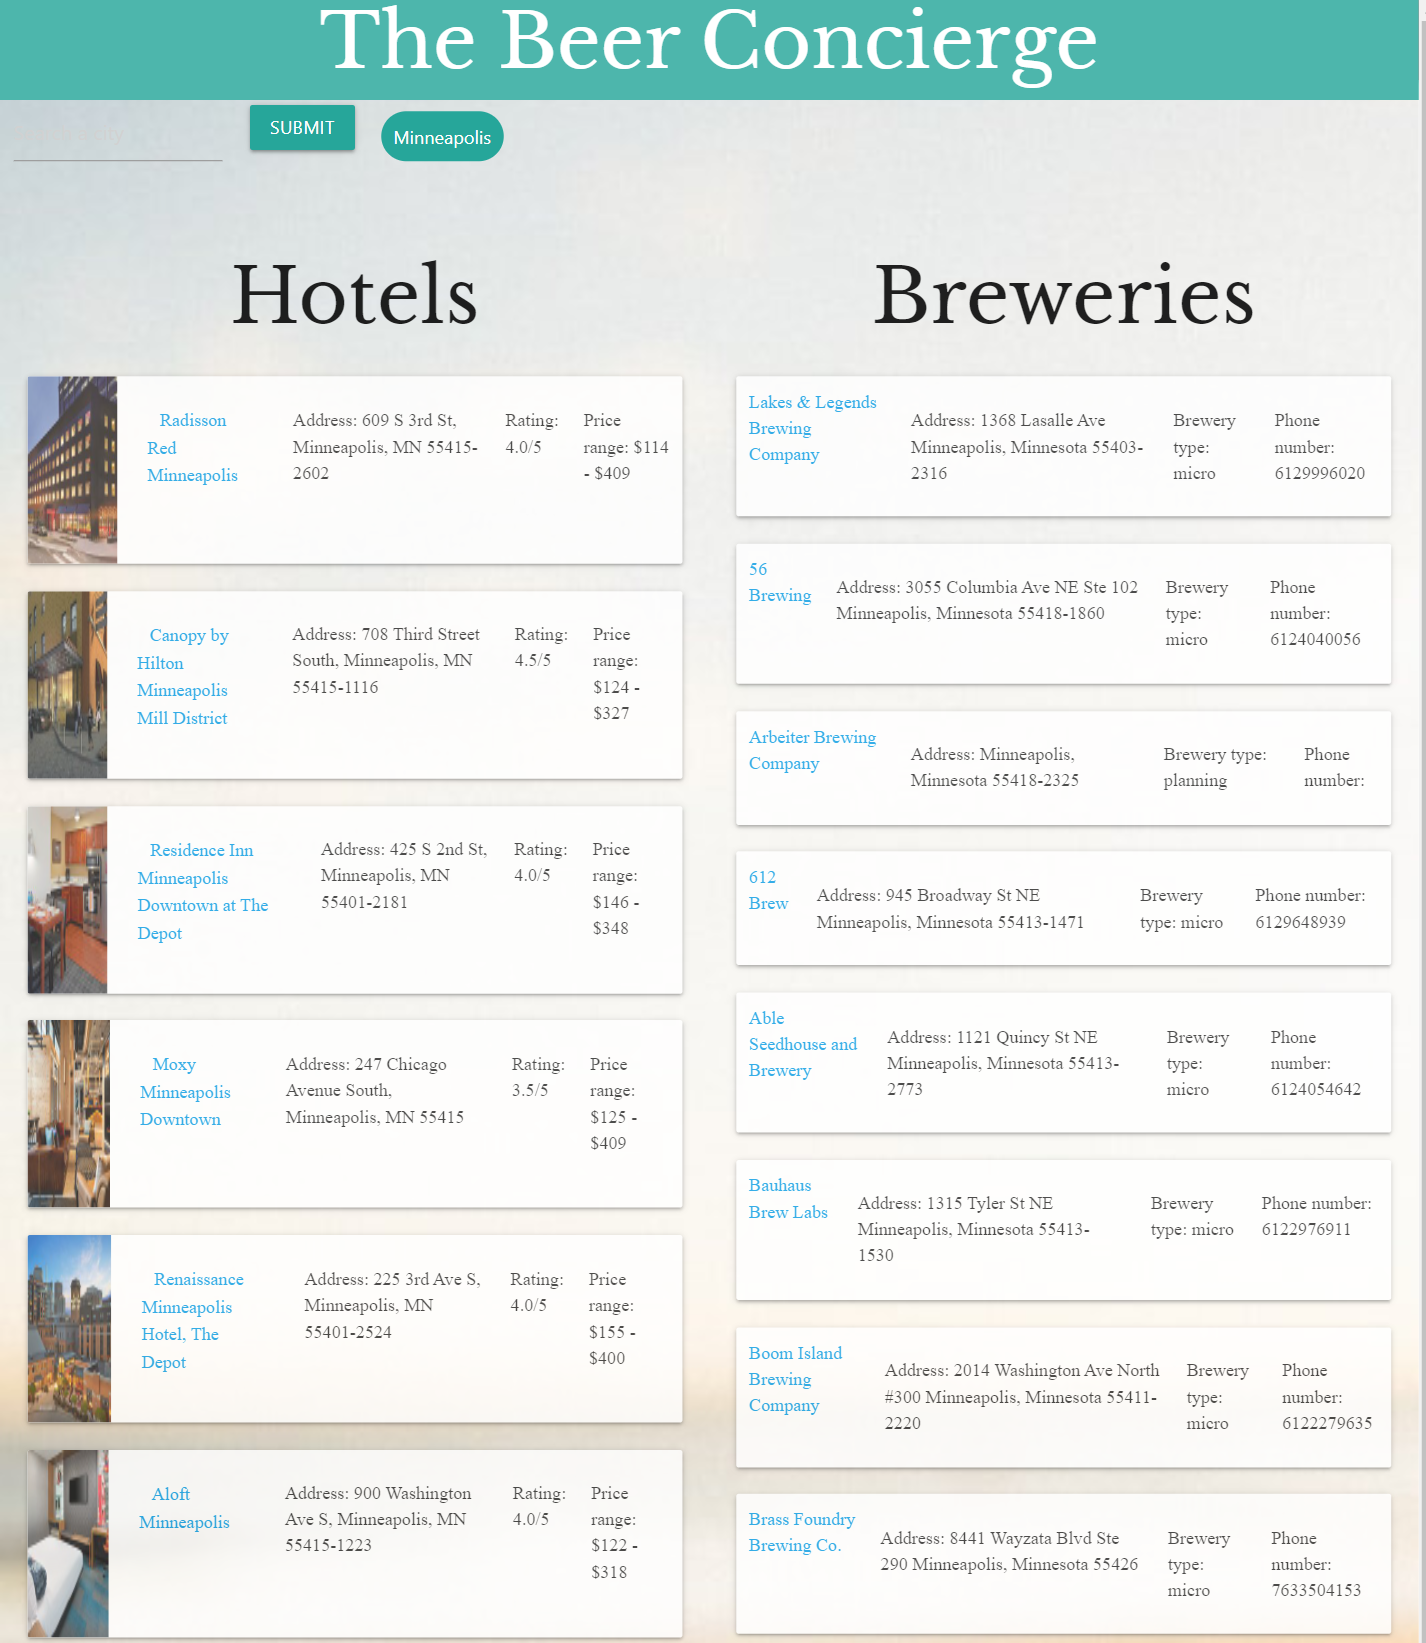 The Beer Concierge
SUBMIT
Minneapolis
Hotels
Radisson
Red
Minneapolis
Address: 609 S 3rd St,
Minneapolis, MN 55415-
2602
Rating:
4.0/5
Price
range: $114
- $409
Canopy by
Hilton
Minneapolis
Mill District
Address: 708 Third Street
South, Minneapolis, MN
55415-1116
Rating:
4.5/5
Price
range:
$124 -
$327
Residence Inn
Minneapolis
Downtown at The
Depot
Address: 425 S 2nd St,
Minneapolis, MN
55401-2181
Rating:
4.0/5
Price
range:
$146 -
$348
Moxy
Minneapolis
Downtown
Address: 247 Chicago
Avenue South,
Minneapolis, MN 55415
Rating:
3.5/5
Price
range:
$125 -
$409
Renaissance
Minneapolis
Hotel, The
Depot
Address: 225 3rd Ave S,
Minneapolis, MN
55401-2524
Rating:
4.0/5
Price
range:
$155 -
$400
Aloft
Minneapolis
Address: 900 Washington
Ave S, Minneapolis, MN
55415-1223
Rating:
4.0/5
Price
range:
$122 -
$318
Breweries
Lakes & Legends
Brewing
Company
Address: 1368 Lasalle Ave
Minneapolis, Minnesota 55403-
2316
Brewery
type:
micro
Phone
number:
6129996020
56
Brewing
Address: 3055 Columbia Ave NE Ste 102
Minneapolis, Minnesota 55418-1860
Brewery
type:
micro
Phone
number:
6124040056
Arbeiter Brewing
Company
Address: Minneapolis,
Minnesota 55418-2325
Brewery type:
planning
Phone
number:
612
Brew
Address: 945 Broadway St NE
Minneapolis, Minnesota 55413-1471
Brewery
type: micro
Phone number:
6129648939
Able
Seedhouse and
Brewery
Address: 1121 Quincy St NE
Minneapolis, Minnesota 55413-
2773
Brewery
type:
micro
Phone
number:
6124054642
Bauhaus
Brew Labs
Address: 1315 Tyler St NE
Minneapolis, Minnesota 55413-
1530
Brewery
type: micro
Phone number:
6122976911
Boom Island
Brewing
Company
Address: 2014 Washington Ave North
#300 Minneapolis, Minnesota 55411-
2220
Brewery
type:
micro
Phone
number:
6122279635
Brass Foundry
Brewing Co.
Address: 8441 Wayzata Blvd Ste
290 Minneapolis, Minnesota 55426
Brewery
type:
micro
Phone
number:
7633504153